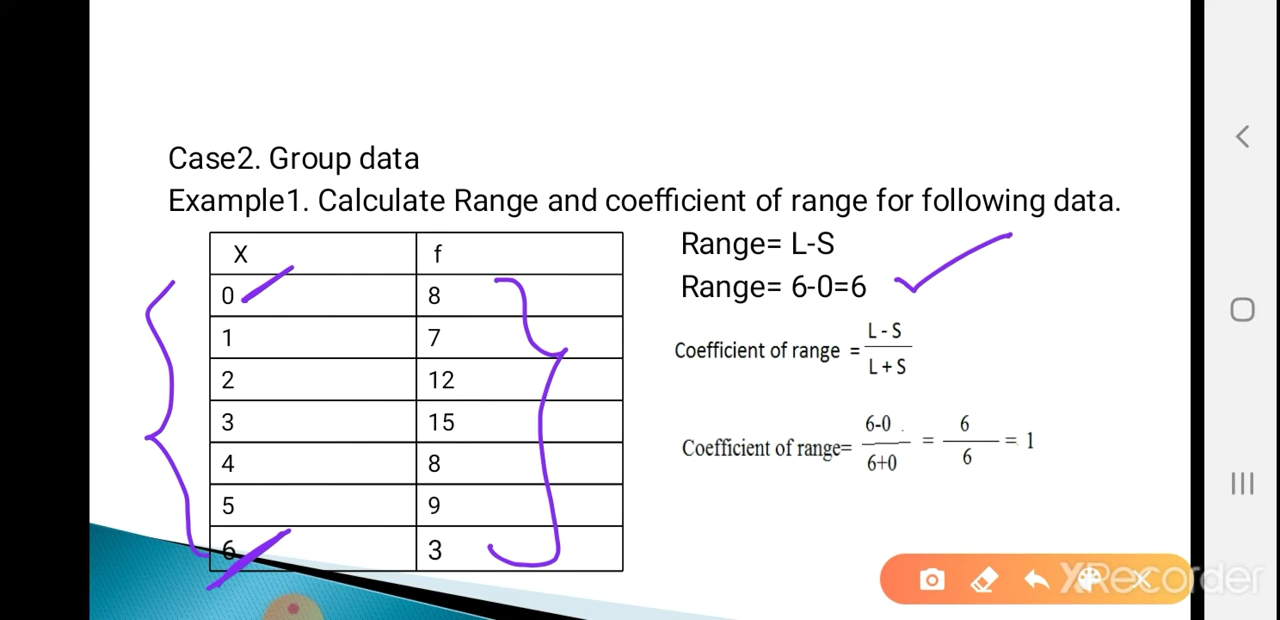 Case2. Group data
Example1. Calculate Range and coefficient of range for following data.
X f
0 8
1 7
2 12
3 15
4 8
5 9
6 3
Range= L-S
Range= 6-0=6
Coefficient of range = L - S
L + S
Coefficient of range= 6-0 = 6 = 1
6+0 6
XRecorder